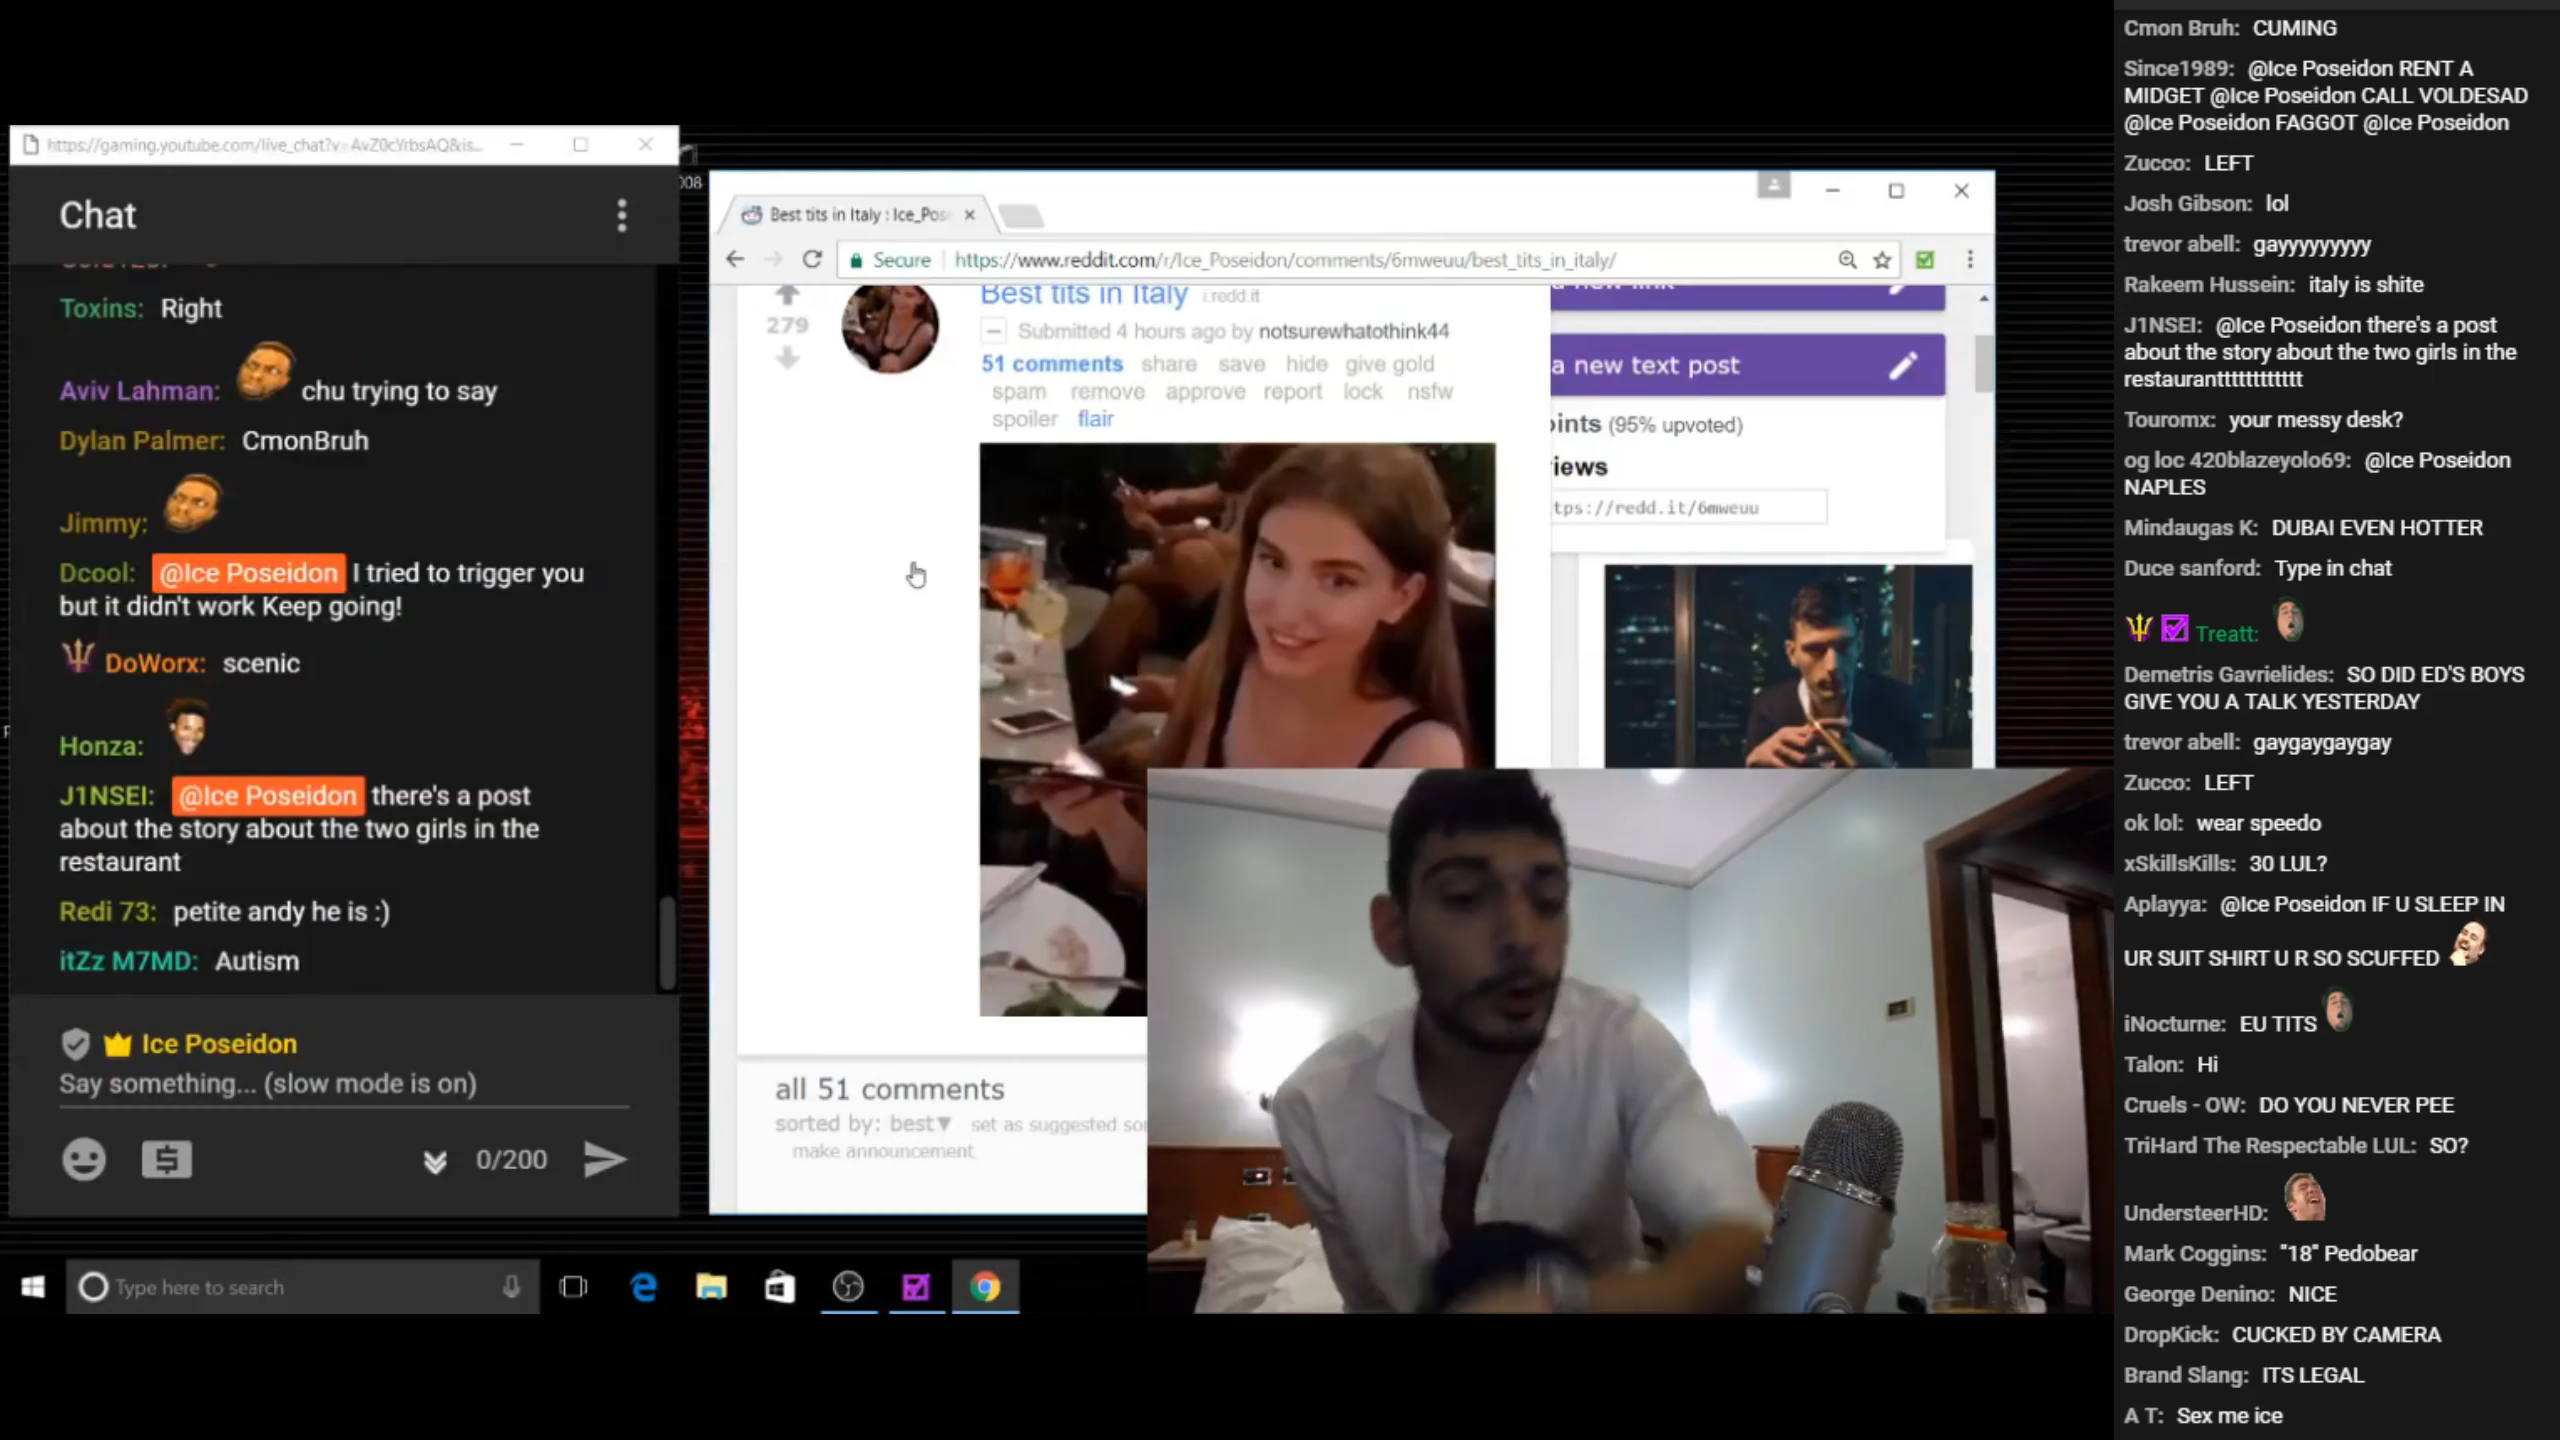 https://gaming.youtube.com/live_chat?v=AvZ0cYrbsAQ&is...
Chat
Toxins: Right
Aviv Lahman: chu trying to say
Dylan Palmer: CmonBruh
Jimmy:
Dcool: @Ice Poseidon I tried to trigger you
but it didn't work Keep going!
DoWorx: scenic
Honza:
J1NSEI: @Ice Poseidon there's a post
about the story about the two girls in the
restaurant
Redi 73: petite andy he is :)
itZz M7MD: Autism
Ice Poseidon
Say something... (slow mode is on)
0/200
Type here to search
008
Best tits in Italy : Ice_Pos
Secure https://www.reddit.com/r/Ice_Poseidon/comments/6mweuu/best_tits_in_italy/
Best tits in Italy i.redd.it
279
Submitted 4 hours ago by notsurewhatothink44
51 comments share save hide give gold
spam remove approve report lock nsfw
spoiler flair
a new link
a new text post
oints (95% upvoted)
iews
tps://redd.it/6mweuu
all 51 comments
sorted by: best▼ set as suggested sor
make announcement
Cmon Bruh: CUMING
Since1989: @Ice Poseidon RENT A
MIDGET @Ice Poseidon CALL VOLDESAD
@Ice Poseidon FAGGOT @Ice Poseidon
Zucco: LEFT
Josh Gibson: lol
trevor abell: gayyyyyyyyy
Rakeem Hussein: italy is shite
J1NSEI: @Ice Poseidon there's a post
about the story about the two girls in the
restauranttttttttttttt
Touromx: your messy desk?
og loc 420blazeyolo69: @Ice Poseidon
NAPLES
Mindaugas K: DUBAI EVEN HOTTER
Duce sanford: Type in chat
Treatt:
Demetris Gavrielides: SO DID ED'S BOYS
GIVE YOU A TALK YESTERDAY
trevor abell: gaygaygaygay
Zucco: LEFT
ok lol: wear speedo
xSkillsKills: 30 LUL?
Aplayya: @Ice Poseidon IF U SLEEP IN
UR SUIT SHIRT U R SO SCUFFED
iNocturne: EU TITS
Talon: Hi
Cruels - OW: DO YOU NEVER PEE
TriHard The Respectable LUL: SO?
UndersteerHD:
Mark Coggins: "18" Pedobear
George Denino: NICE
DropKick: CUCKED BY CAMERA
Brand Slang: ITS LEGAL
A T: Sex me ice